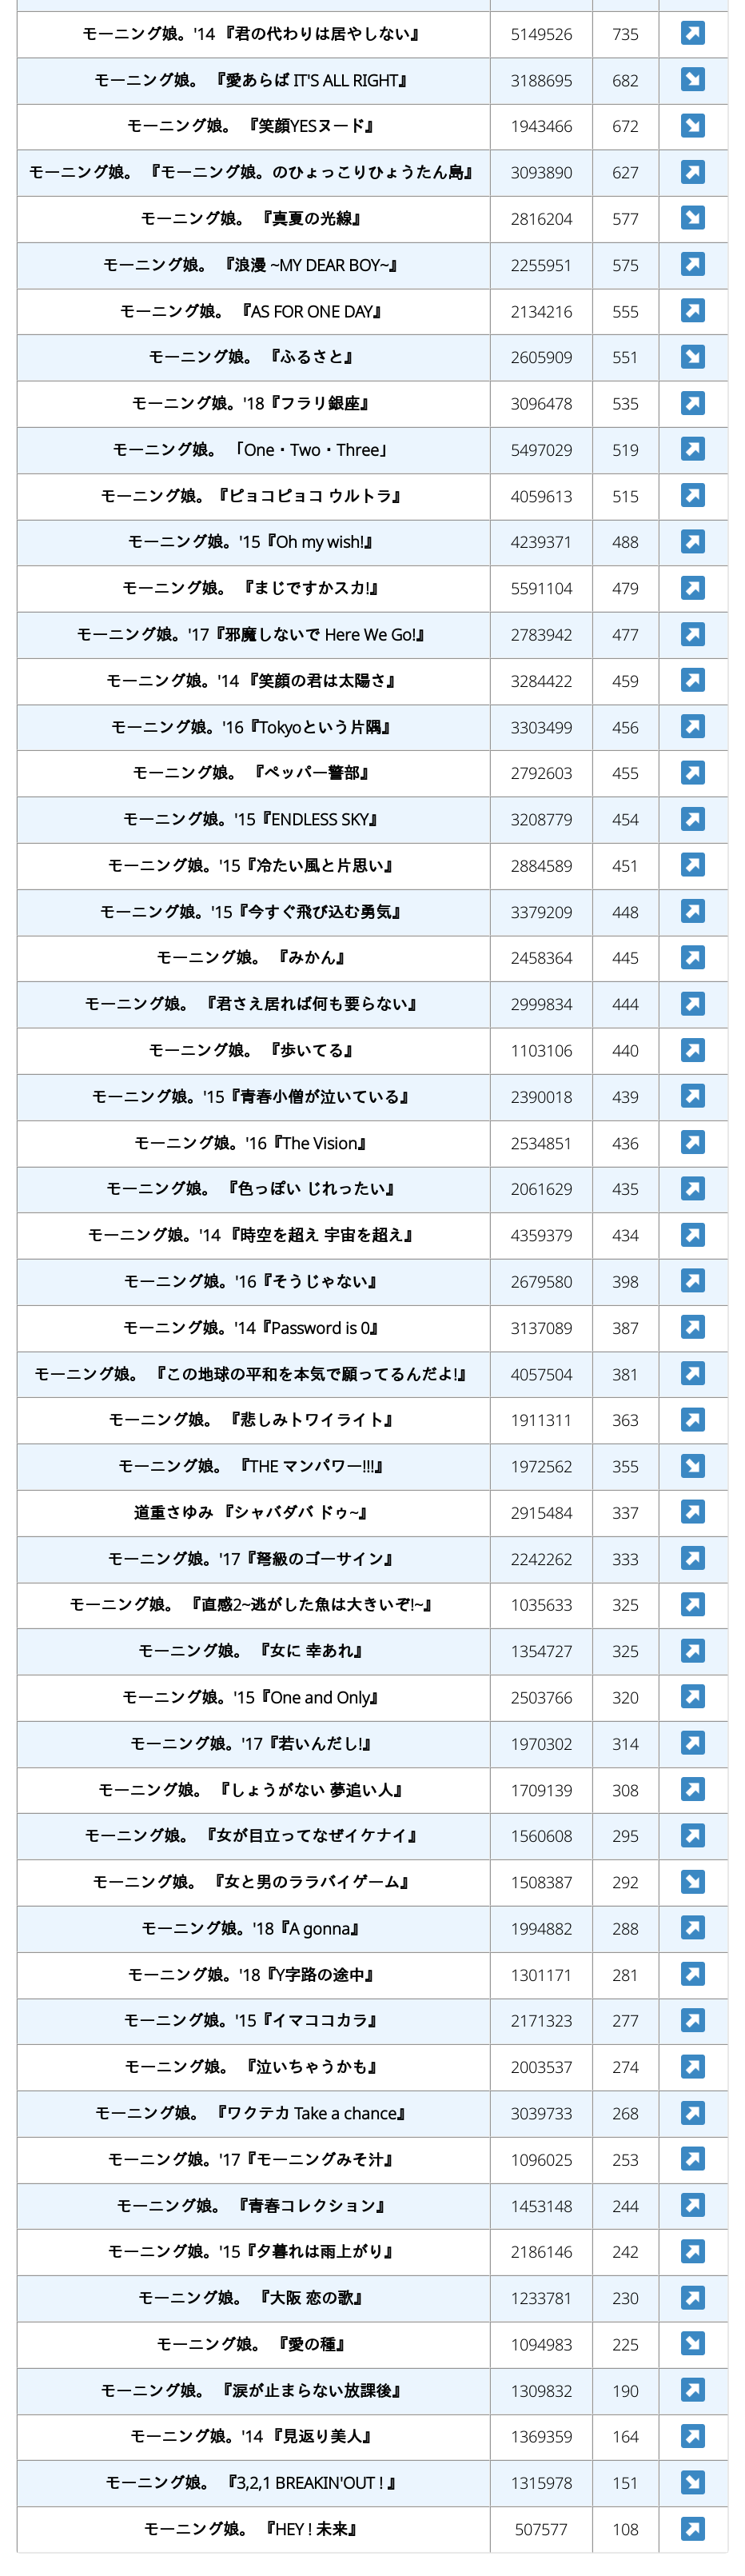 モーニング娘。'14 『君の代わりは居やしない』 5149526 735
モーニング娘。 『愛あらば IT'S ALL RIGHT』 3188695 682
モーニング娘。 『笑顔YESヌード』 1943466 672
モーニング娘。 『モーニング娘。のひょっこりひょうたん島』 3093890 627
モーニング娘。 『真夏の光線』 2816204 577
モーニング娘。 『浪漫 ~MY DEAR BOY~』 2255951 575
モーニング娘。 『AS FOR ONE DAY』 2134216 555
モーニング娘。 『ふるさと』 2605909 551
モーニング娘。'18『フラリ銀座』 3096478 535
モーニング娘。 「One・Two・Three」 5497029 519
モーニング娘。『ピョコピョコ ウルトラ』 4059613 515
モーニング娘。'15『Oh my wish!』 4239371 488
モーニング娘。 『まじですかスカ!』 5591104 479
モーニング娘。'17『邪魔しないで Here We Go!』 2783942 477
モーニング娘。'14 『笑顔の君は太陽さ』 3284422 459
モーニング娘。'16『Tokyoという片隅』 3303499 456
モーニング娘。 『ペッパー警部』 2792603 455
モーニング娘。'15『ENDLESS SKY』 3208779 454
モーニング娘。'15『冷たい風と片思い』 2884589 451
モーニング娘。'15『今すぐ飛び込む勇気』 3379209 448
モーニング娘。 『みかん』 2458364 445
モーニング娘。 『君さえ居れば何も要らない』 2999834 444
モーニング娘。 『歩いてる』 1103106 440
モーニング娘。'15『青春小僧が泣いている』 2390018 439
モーニング娘。'16『The Vision』 2534851 436
モーニング娘。 『色っぽい じれったい』 2061629 435
モーニング娘。'14 『時空を超え 宇宙を超え』 4359379 434
モーニング娘。'16『そうじゃない』 2679580 398
モーニング娘。'14『Password is 0』 3137089 387
モーニング娘。 『この地球の平和を本気で願ってるんだよ!』 4057504 381
モーニング娘。 『悲しみトワイライト』 1911311 363
モーニング娘。 『THE マンパワー!!!』 1972562 355
道重さゆみ 『シャバダバ ドゥ~』 2915484 337
モーニング娘。'17『弩級のゴーサイン』 2242262 333
モーニング娘。 『直感2~逃がした魚は大きいぞ!~』 1035633 325
モーニング娘。 『女に 幸あれ』 1354727 325
モーニング娘。'15『One and Only』 2503766 320
モーニング娘。'17『若いんだし!』 1970302 314
モーニング娘。 『しょうがない 夢追い人』 1709139 308
モーニング娘。 『女が目立ってなぜイケナイ』 1560608 295
モーニング娘。 『女と男のララバイゲーム』 1508387 292
モーニング娘。'18『A gonna』 1994882 288
モーニング娘。'18『Y字路の途中』 1301171 281
モーニング娘。'15『イマココカラ』 2171323 277
モーニング娘。 『泣いちゃうかも』 2003537 274
モーニング娘。 『ワクテカ Take a chance』 3039733 268
モーニング娘。'17『モーニングみそ汁』 1096025 253
モーニング娘。 『青春コレクション』 1453148 244
モーニング娘。'15『夕暮れは雨上がり』 2186146 242
モーニング娘。 『大阪 恋の歌』 1233781 230
モーニング娘。 『愛の種』 1094983 225
モーニング娘。 『涙が止まらない放課後』 1309832 190
モーニング娘。'14 『見返り美人』 1369359 164
モーニング娘。 『3,2,1 BREAKIN'OUT ! 』 1315978 151
モーニング娘。 『HEY ! 未来』 507577 108